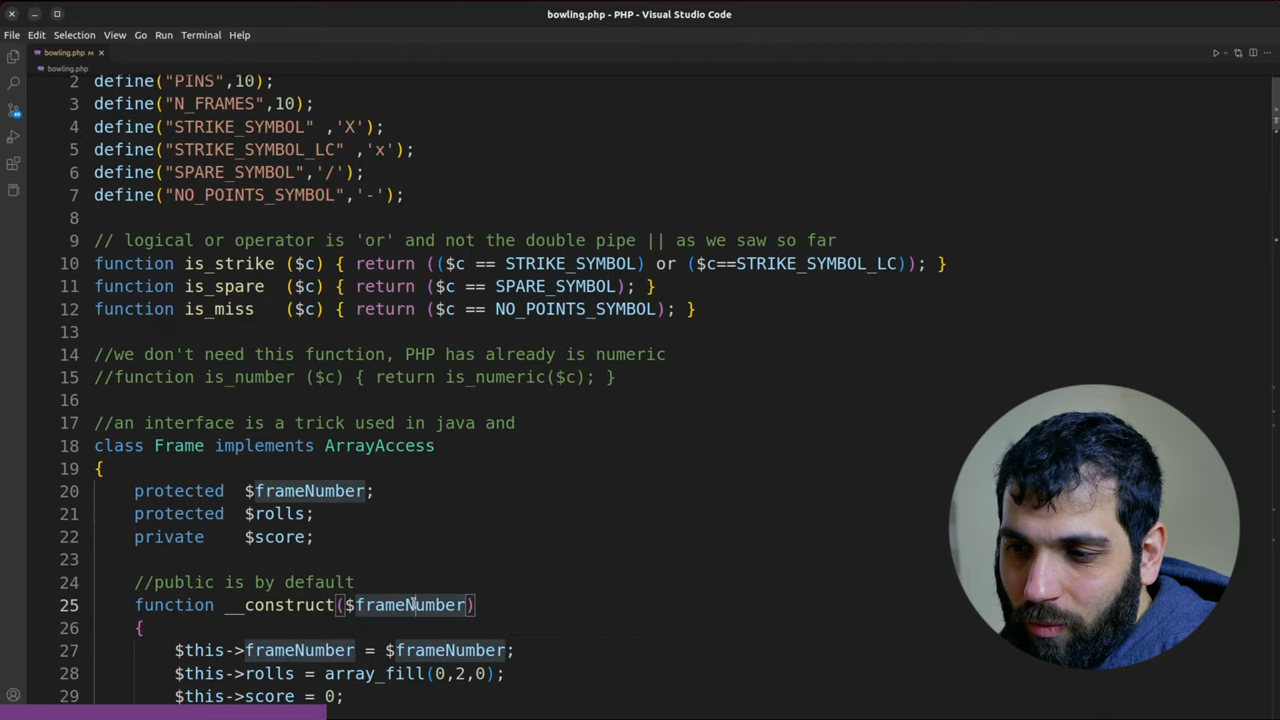 bowling.php - PHP - Visual Studio Code
File Edit Selection View Go Run Terminal Help
bowling.php M
bowling.php
2 define("PINS",10);
3 define("N_FRAMES",10);
4 define("STRIKE_SYMBOL" ,'X');
5 define("STRIKE_SYMBOL_LC" ,'x');
6 define("SPARE_SYMBOL",'/');
7 define("NO_POINTS_SYMBOL",'-');
8
9 // logical or operator is 'or' and not the double pipe || as we saw so far
10 function is_strike ($c) { return (($c == STRIKE_SYMBOL) or ($c==STRIKE_SYMBOL_LC)); }
11 function is_spare  ($c) { return ($c == SPARE_SYMBOL); }
12 function is_miss   ($c) { return ($c == NO_POINTS_SYMBOL); }
13
14 //we don't need this function, PHP has already is numeric
15 //function is_number ($c) { return is_numeric($c); }
16
17 //an interface is a trick used in java and
18 class Frame implements ArrayAccess
19 {
20 protected  $frameNumber;
21 protected  $rolls;
22 private    $score;
23
24 //public is by default
25 function __construct($frameNumber)
26 {
27 $this->frameNumber = $frameNumber;
28 $this->rolls = array_fill(0,2,0);
29 $this->score = 0;